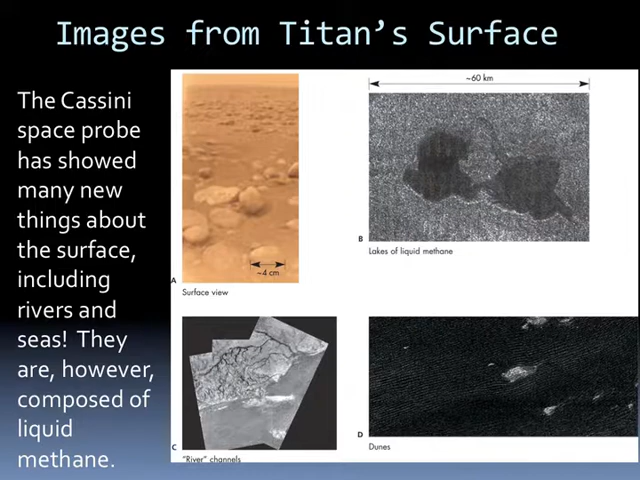 Images from Titan's Surface
The Cassini
space probe
has showed
many new
things about
the surface,
including
rivers and
seas! They
are, however,
composed of
liquid
methane.
~4 cm
A
Surface view
~60 km
B
Lakes of liquid methane
C
"River" channels
D
Dunes